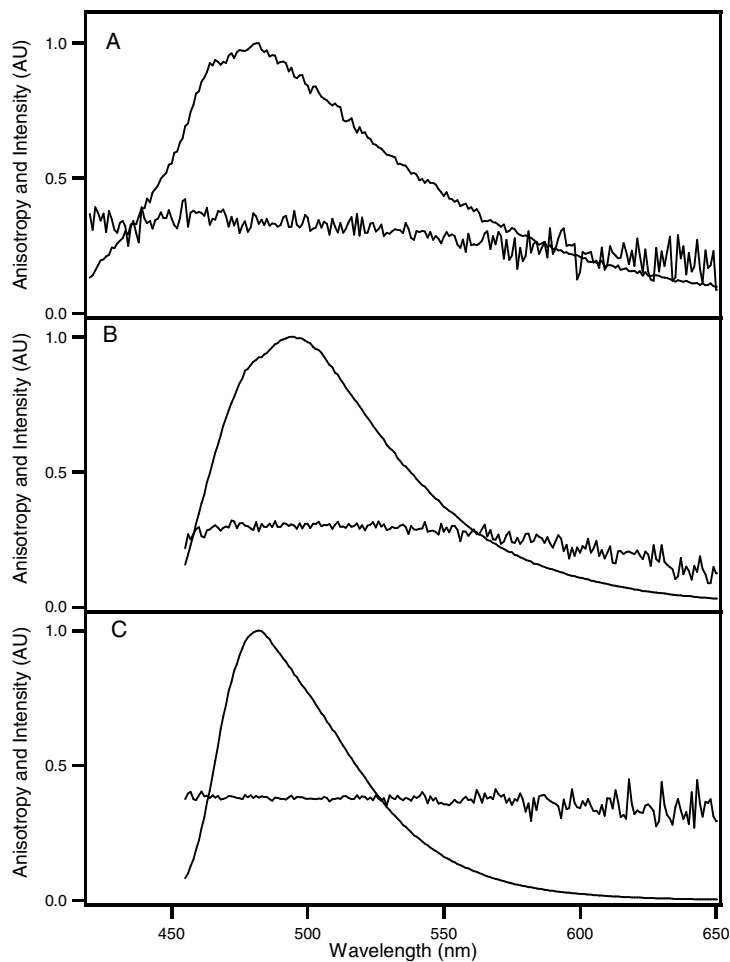 A
Anisotropy and Intensity (AU)
1.0
0.5
0.0
B
Anisotropy and Intensity (AU)
1.0
0.5
0.0
C
Anisotropy and Intensity (AU)
1.0
0.5
0.0
450 500 550 600 650
Wavelength (nm)